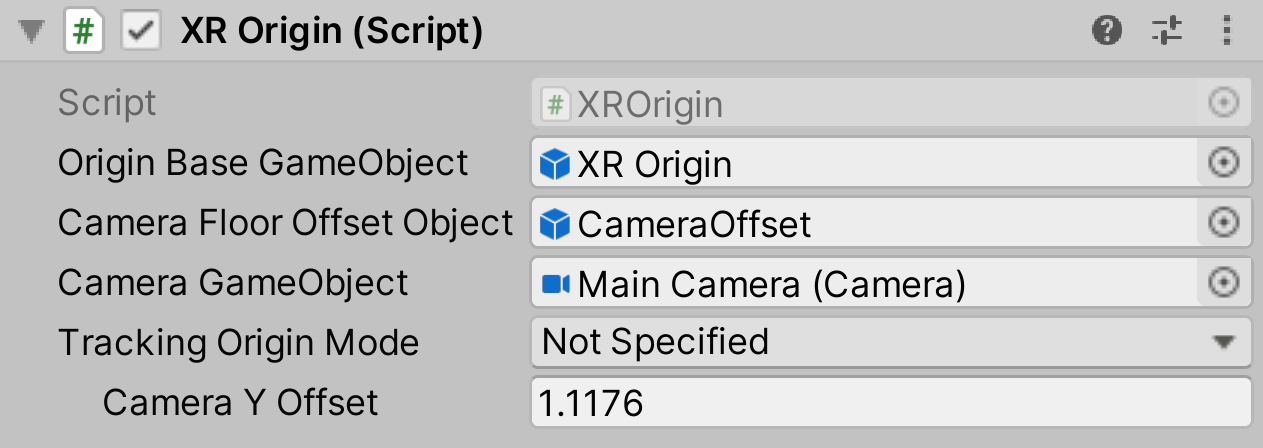 # XR Origin (Script)
Script # XROrigin
Origin Base GameObject XR Origin
Camera Floor Offset Object CameraOffset
Camera GameObject Main Camera (Camera)
Tracking Origin Mode Not Specified
Camera Y Offset 1.1176